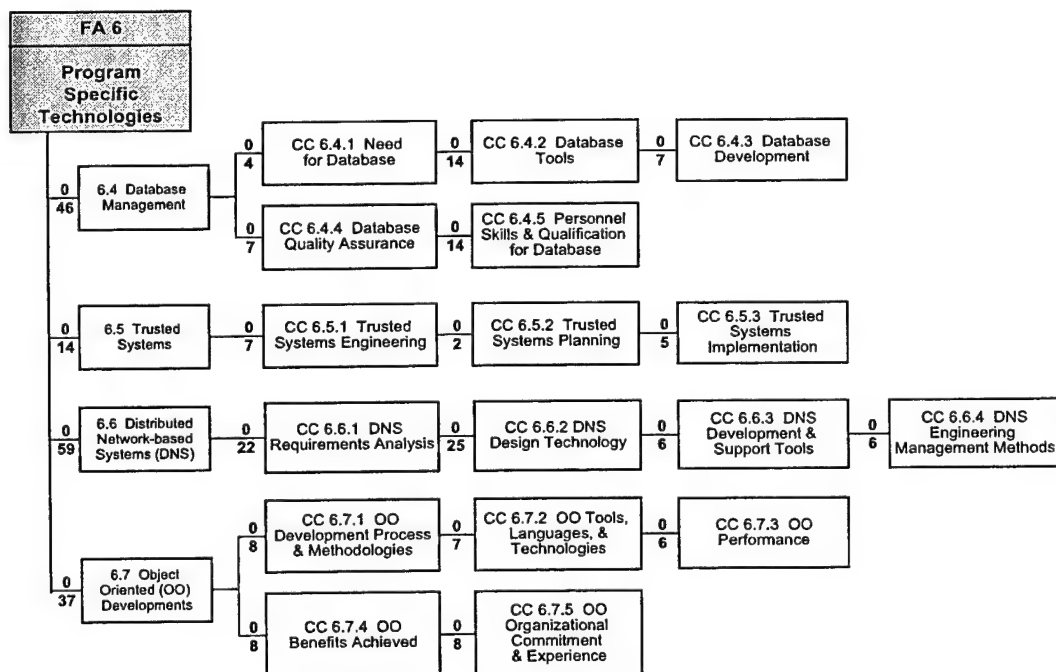 FA 6
Program
Specific
Technologies
0
46
6.4 Database
Management
0
4
CC 6.4.1 Need
for Database
0
14
CC 6.4.2 Database
Tools
0
7
CC 6.4.3 Database
Development
0
7
CC 6.4.4 Database
Quality Assurance
0
14
CC 6.4.5 Personnel
Skills & Qualification
for Database
0
14
6.5 Trusted
Systems
0
7
CC 6.5.1 Trusted
Systems Engineering
0
2
CC 6.5.2 Trusted
Systems Planning
0
5
CC 6.5.3 Trusted
Systems
Implementation
0
59
6.6 Distributed
Network-based
Systems (DNS)
0
22
CC 6.6.1 DNS
Requirements Analysis
0
25
CC 6.6.2 DNS
Design Technology
0
6
CC 6.6.3 DNS
Development &
Support Tools
0
6
CC 6.6.4 DNS
Engineering
Management Methods
0
37
6.7 Object
Oriented (OO)
Developments
0
8
CC 6.7.1 OO
Development Process
& Methodologies
0
7
CC 6.7.2 OO Tools,
Languages, &
Technologies
0
6
CC 6.7.3 OO
Performance
0
8
CC 6.7.4 OO
Benefits Achieved
0
8
CC 6.7.5 OO
Organizational
Commitment
& Experience